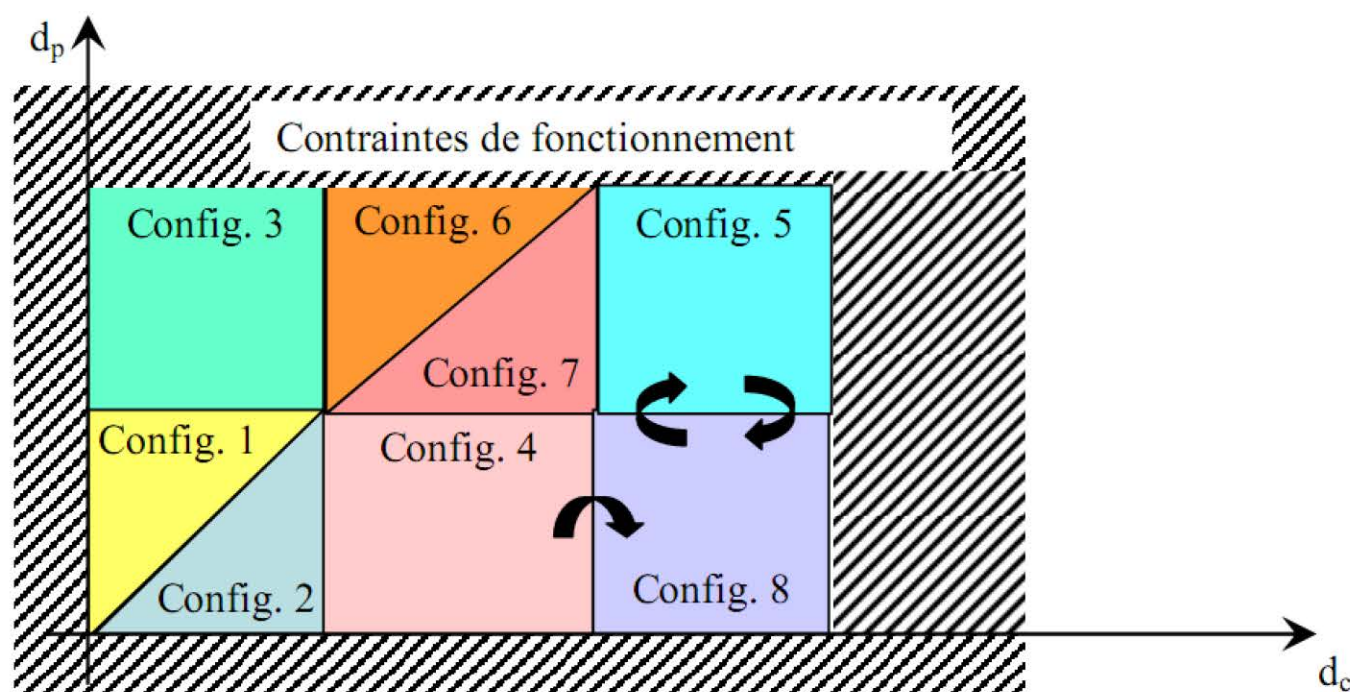 dp
Contraintes de fonctionnement
Config. 3
Config. 6
Config. 5
Config. 7
Config. 1
Config. 4
Config. 2
Config. 8
dc